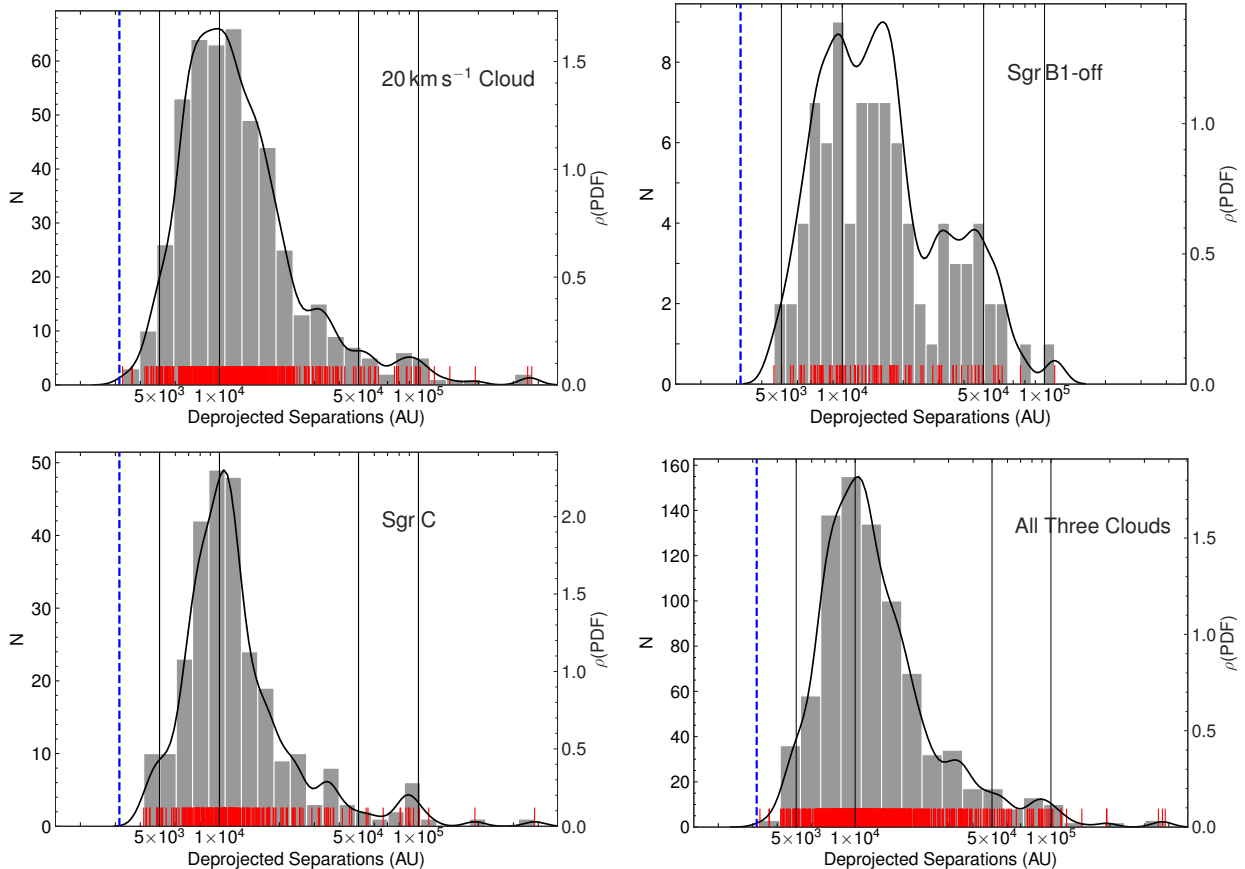 20 km s⁻¹ Cloud
N
0
10
20
30
40
50
60
0.0
0.5
1.0
1.5
ρ(PDF)
5×10³ 1×10⁴ 5×10⁴ 1×10⁵
Deprojected Separations (AU)
Sgr B1-off
N
0
2
4
6
8
0.0
0.5
1.0
ρ(PDF)
5×10³ 1×10⁴ 5×10⁴ 1×10⁵
Deprojected Separations (AU)
Sgr C
N
0
10
20
30
40
50
0.0
0.5
1.0
1.5
2.0
ρ(PDF)
5×10³ 1×10⁴ 5×10⁴ 1×10⁵
Deprojected Separations (AU)
All Three Clouds
N
0
20
40
60
80
100
120
140
160
0.0
0.5
1.0
1.5
ρ(PDF)
5×10³ 1×10⁴ 5×10⁴ 1×10⁵
Deprojected Separations (AU)